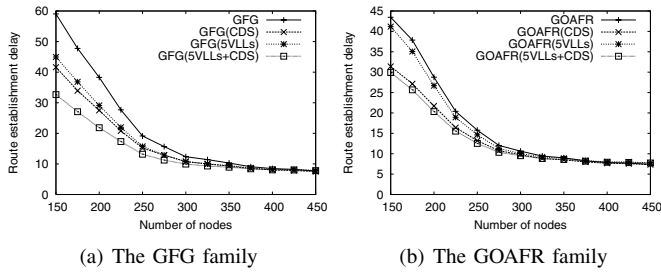 Route establishment delay
60
50
40
30
20
10
0
150 200 250 300 350 400 450
Number of nodes
GFG
GFG(CDS)
GFG(5VLLs)
GFG(5VLLs+CDS)
(a) The GFG family
Route establishment delay
45
40
35
30
25
20
15
10
5
0
150 200 250 300 350 400 450
Number of nodes
GOAFR
GOAFR(CDS)
GOAFR(5VLLs)
GOAFR(5VLLs+CDS)
(b) The GOAFR family